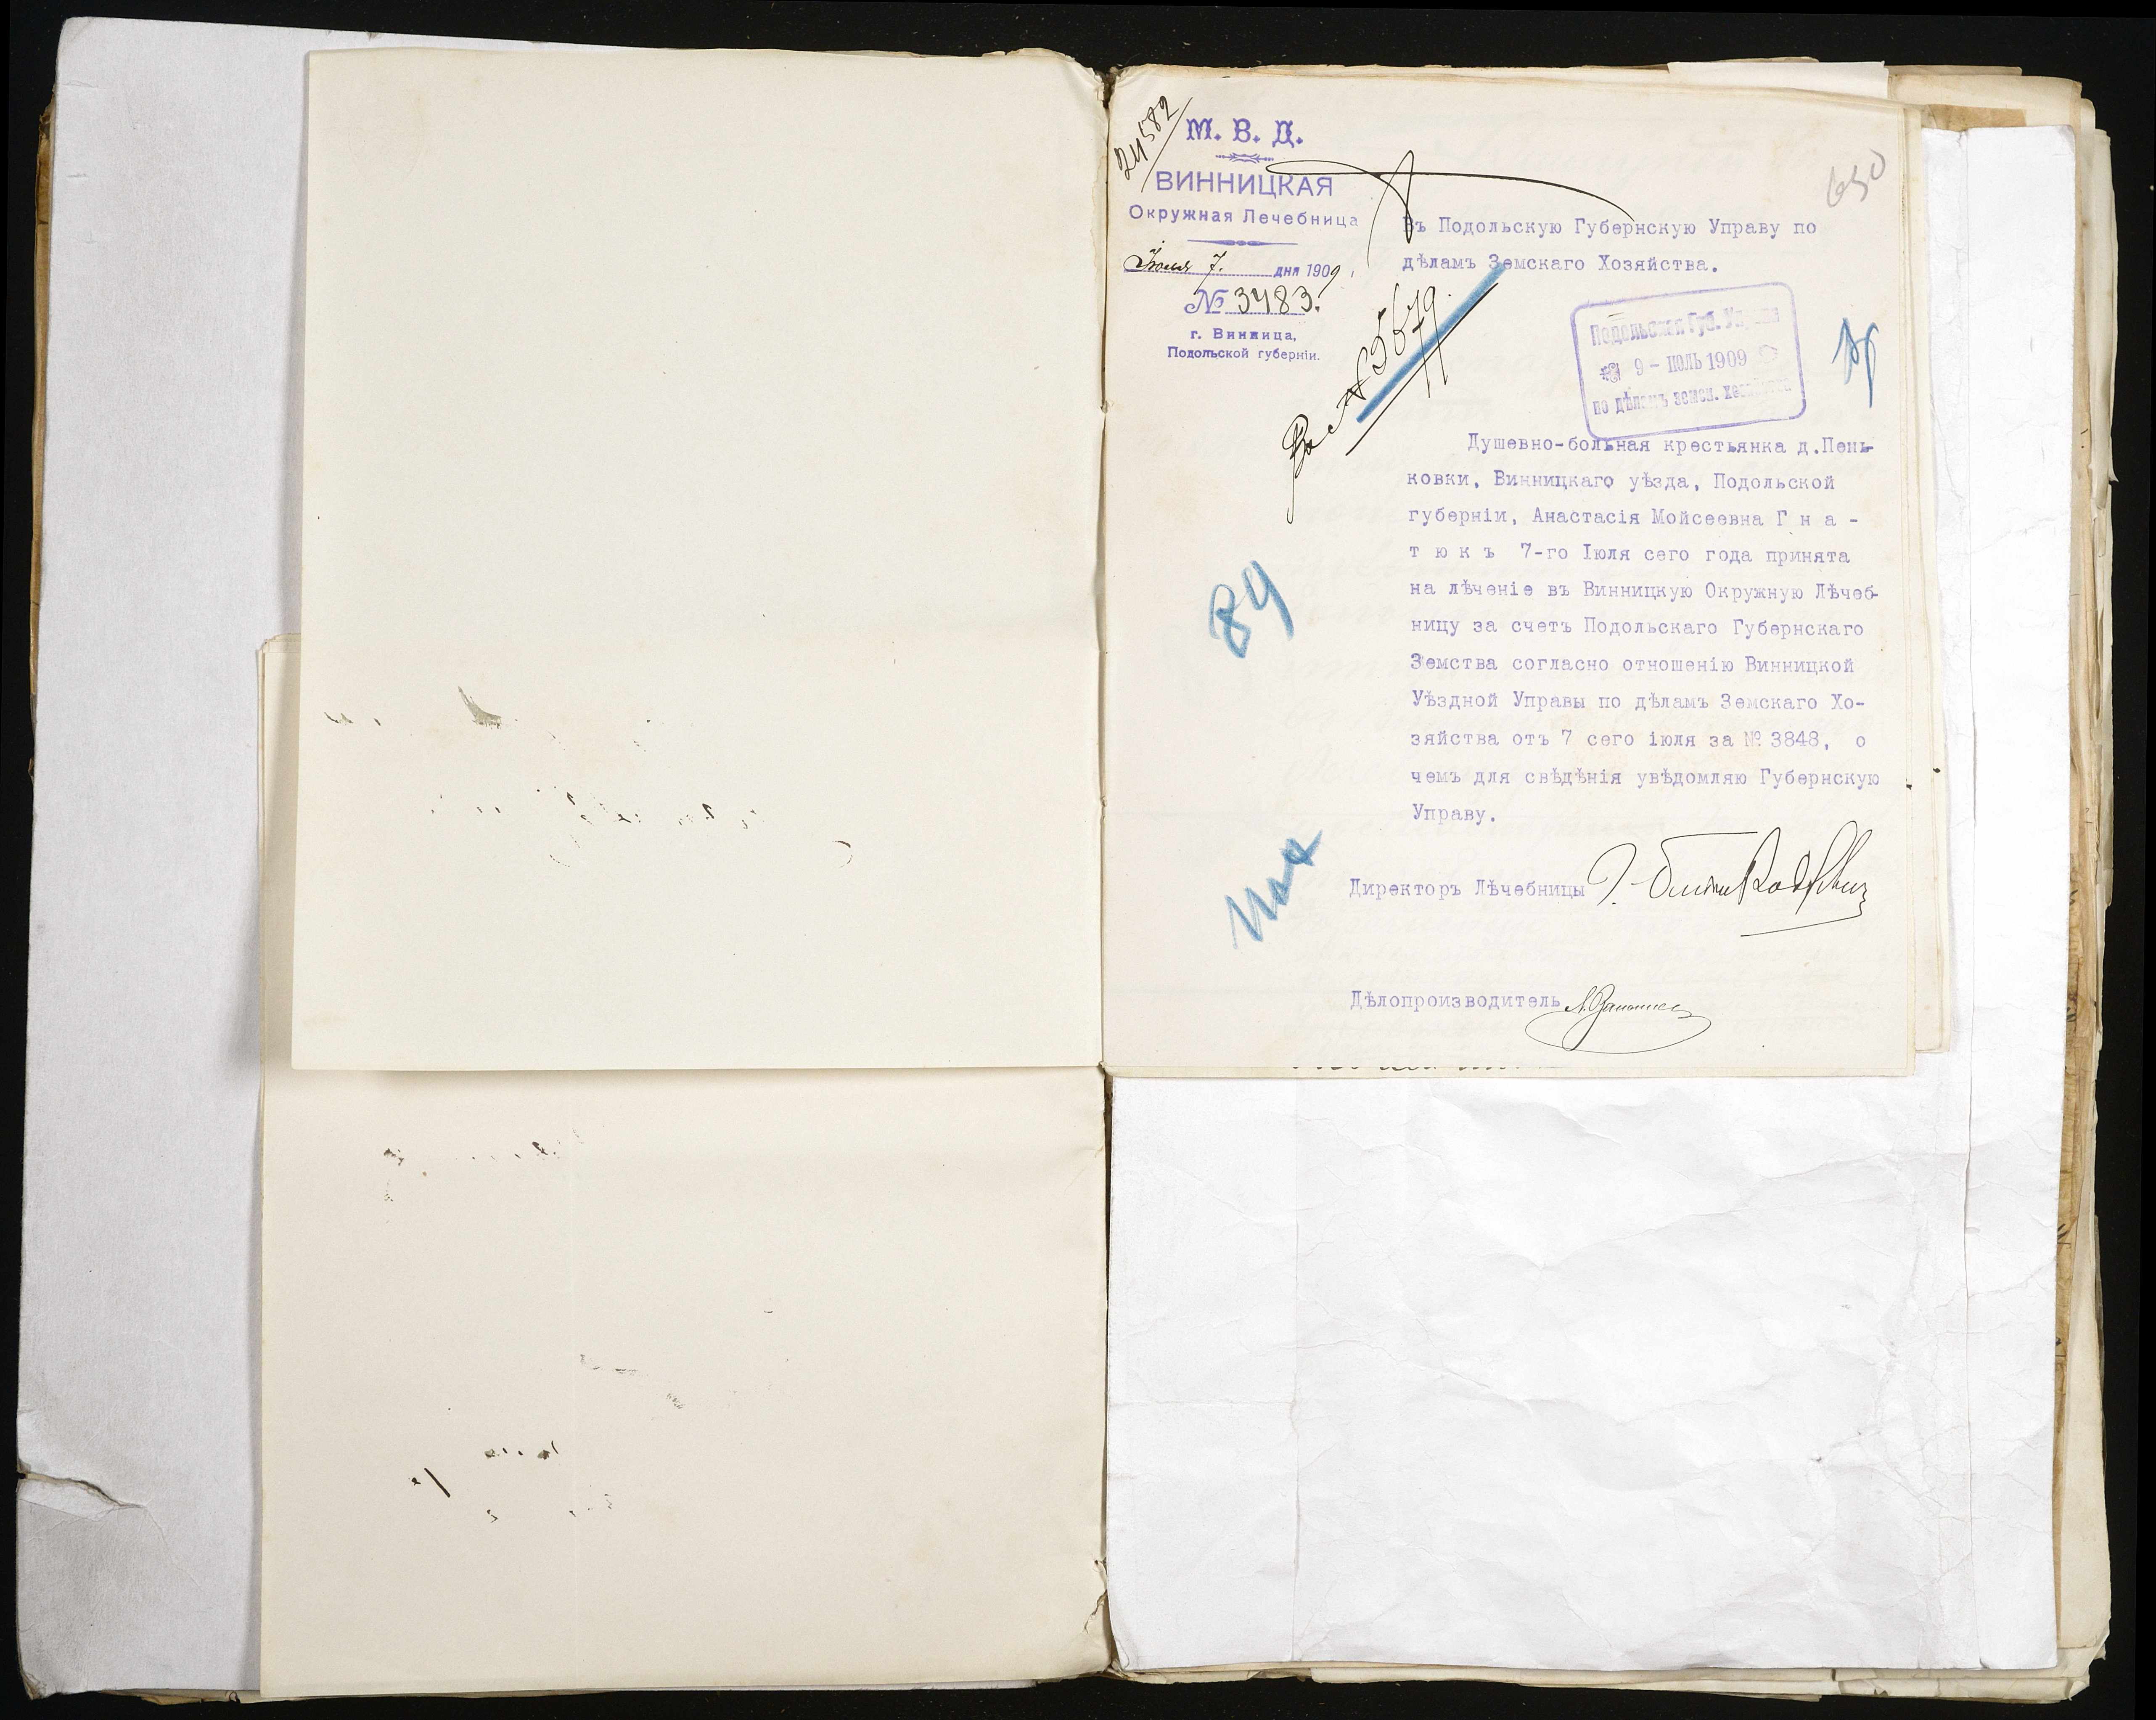 24582
М. В. Д.
ВИННИЦКАЯ
Окружная Лечебница
Іюля 7. дня 1909
№ 3483.
г. Винница,
Подольской губерніи.
650
Въ Подольскую Губернскую Управу по
дѣламъ Земскаго Хозяйства.
Подольская Губ. Управа
9 - ІЮЛЬ 1909
по дѣламъ земск. хозяйства
Душевно-больная крестьянка д.Пень-
ковки, Винницкаго уѣзда, Подольской
губерніи, Анастасія Мойсеевна Г н а -
т ю к ъ 7-го Іюля сего года принята
на лѣченіе въ Винницкую Окружную Лѣчеб-
ницу за счетъ Подольскаго Губернскаго
Земства согласно отношенію Винницкой
Уѣздной Управы по дѣламъ Земскаго Хо-
зяйства отъ 7 сего іюля за № 3848, о
чемъ для свѣдѣнія увѣдомляю Губернскую
Управу.
89
Директоръ Лѣчебницы
Дѣлопроизводитель